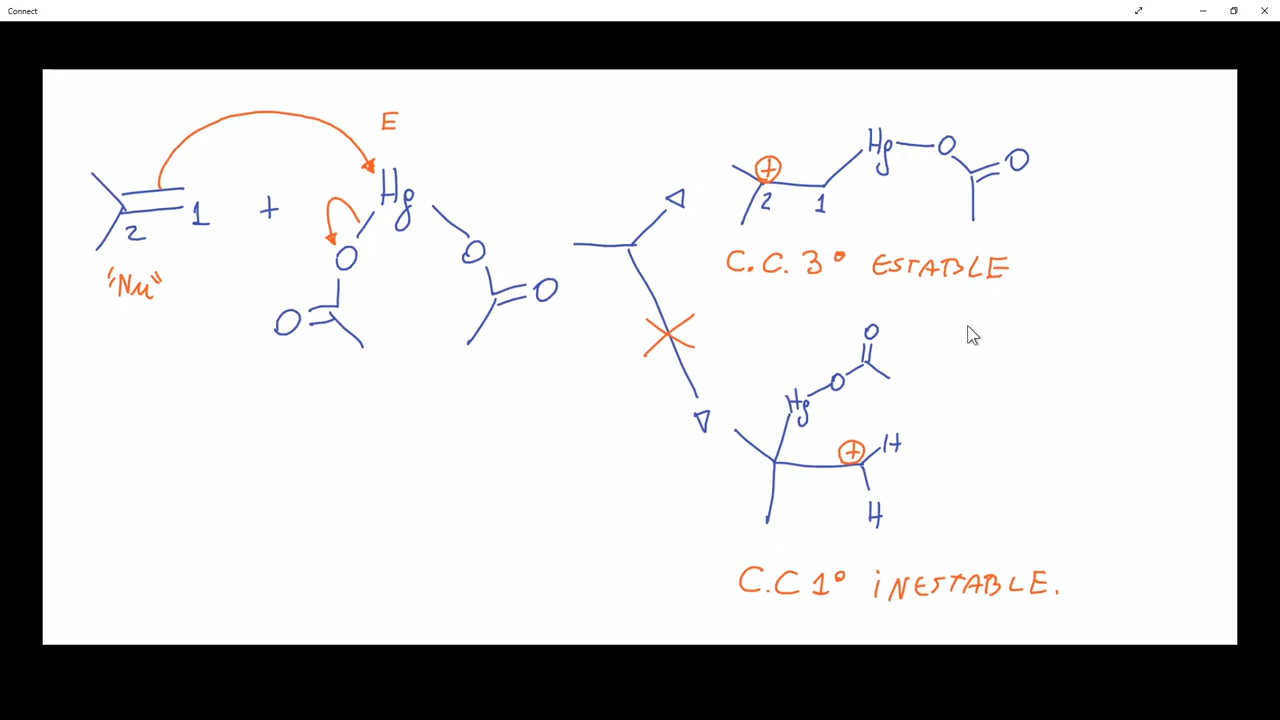 Connect
E
Hg
1
+
2
"Nu"
O
O
O
O
Hg
O
O
+
2
1
C.C. 3° ESTABLE
O
O
Hg
+
H
H
C.C 1° iNESTABLE.